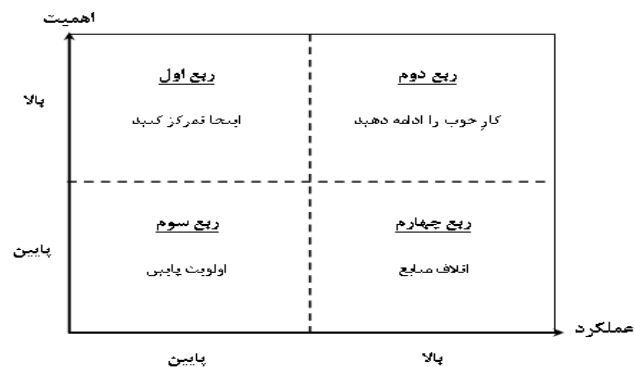 اهمیت
بالا
ربع اول
ربع دوم
اینجا تمرکز کنید
کارِ خوب را ادامه دهید
پایین
ربع سوم
ربع چهارم
اولویت پایینی
اتلاف منابع
عملکرد
پایین
بالا